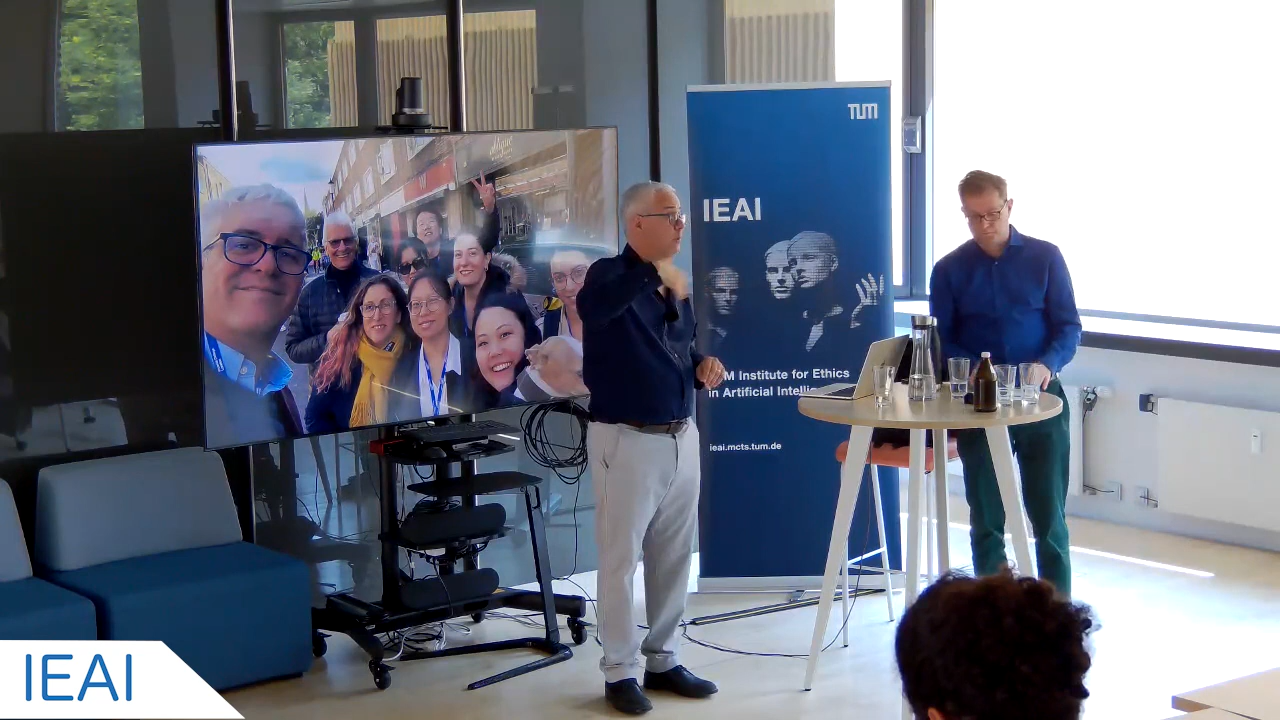 TUM
IEAI
M Institute for Ethics
in Artificial Intelli
ieai.mcts.tum.de
IEAI